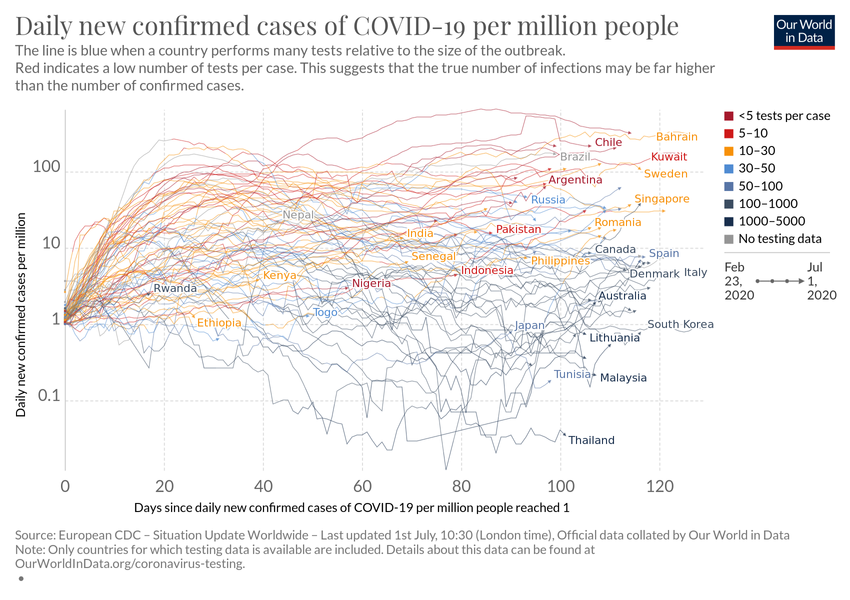 Daily new confirmed cases of COVID-19 per million people
Our World
in Data
The line is blue when a country performs many tests relative to the size of the outbreak.
Red indicates a low number of tests per case. This suggests that the true number of infections may be far higher
than the number of confirmed cases.
<5 tests per case
5–10
10–30
30–50
50–100
100–1000
1000–5000
No testing data
Feb
23,
2020
Jul
1,
2020
Daily new confirmed cases per million
100
10
1
0.1
Bahrain
Chile
Brazil
Kuwait
Sweden
Argentina
Russia
Singapore
Nepal
Romania
Pakistan
India
Canada
Spain
Senegal
Philippines
Indonesia
Denmark
Italy
Kenya
Nigeria
Rwanda
Australia
Togo
Ethiopia
Japan
South Korea
Lithuania
Tunisia
Malaysia
Thailand
0
20
40
60
80
100
120
Days since daily new confirmed cases of COVID-19 per million people reached 1
Source: European CDC – Situation Update Worldwide – Last updated 1st July, 10:30 (London time), Official data collated by Our World in Data
Note: Only countries for which testing data is available are included. Details about this data can be found at
OurWorldInData.org/coronavirus-testing.